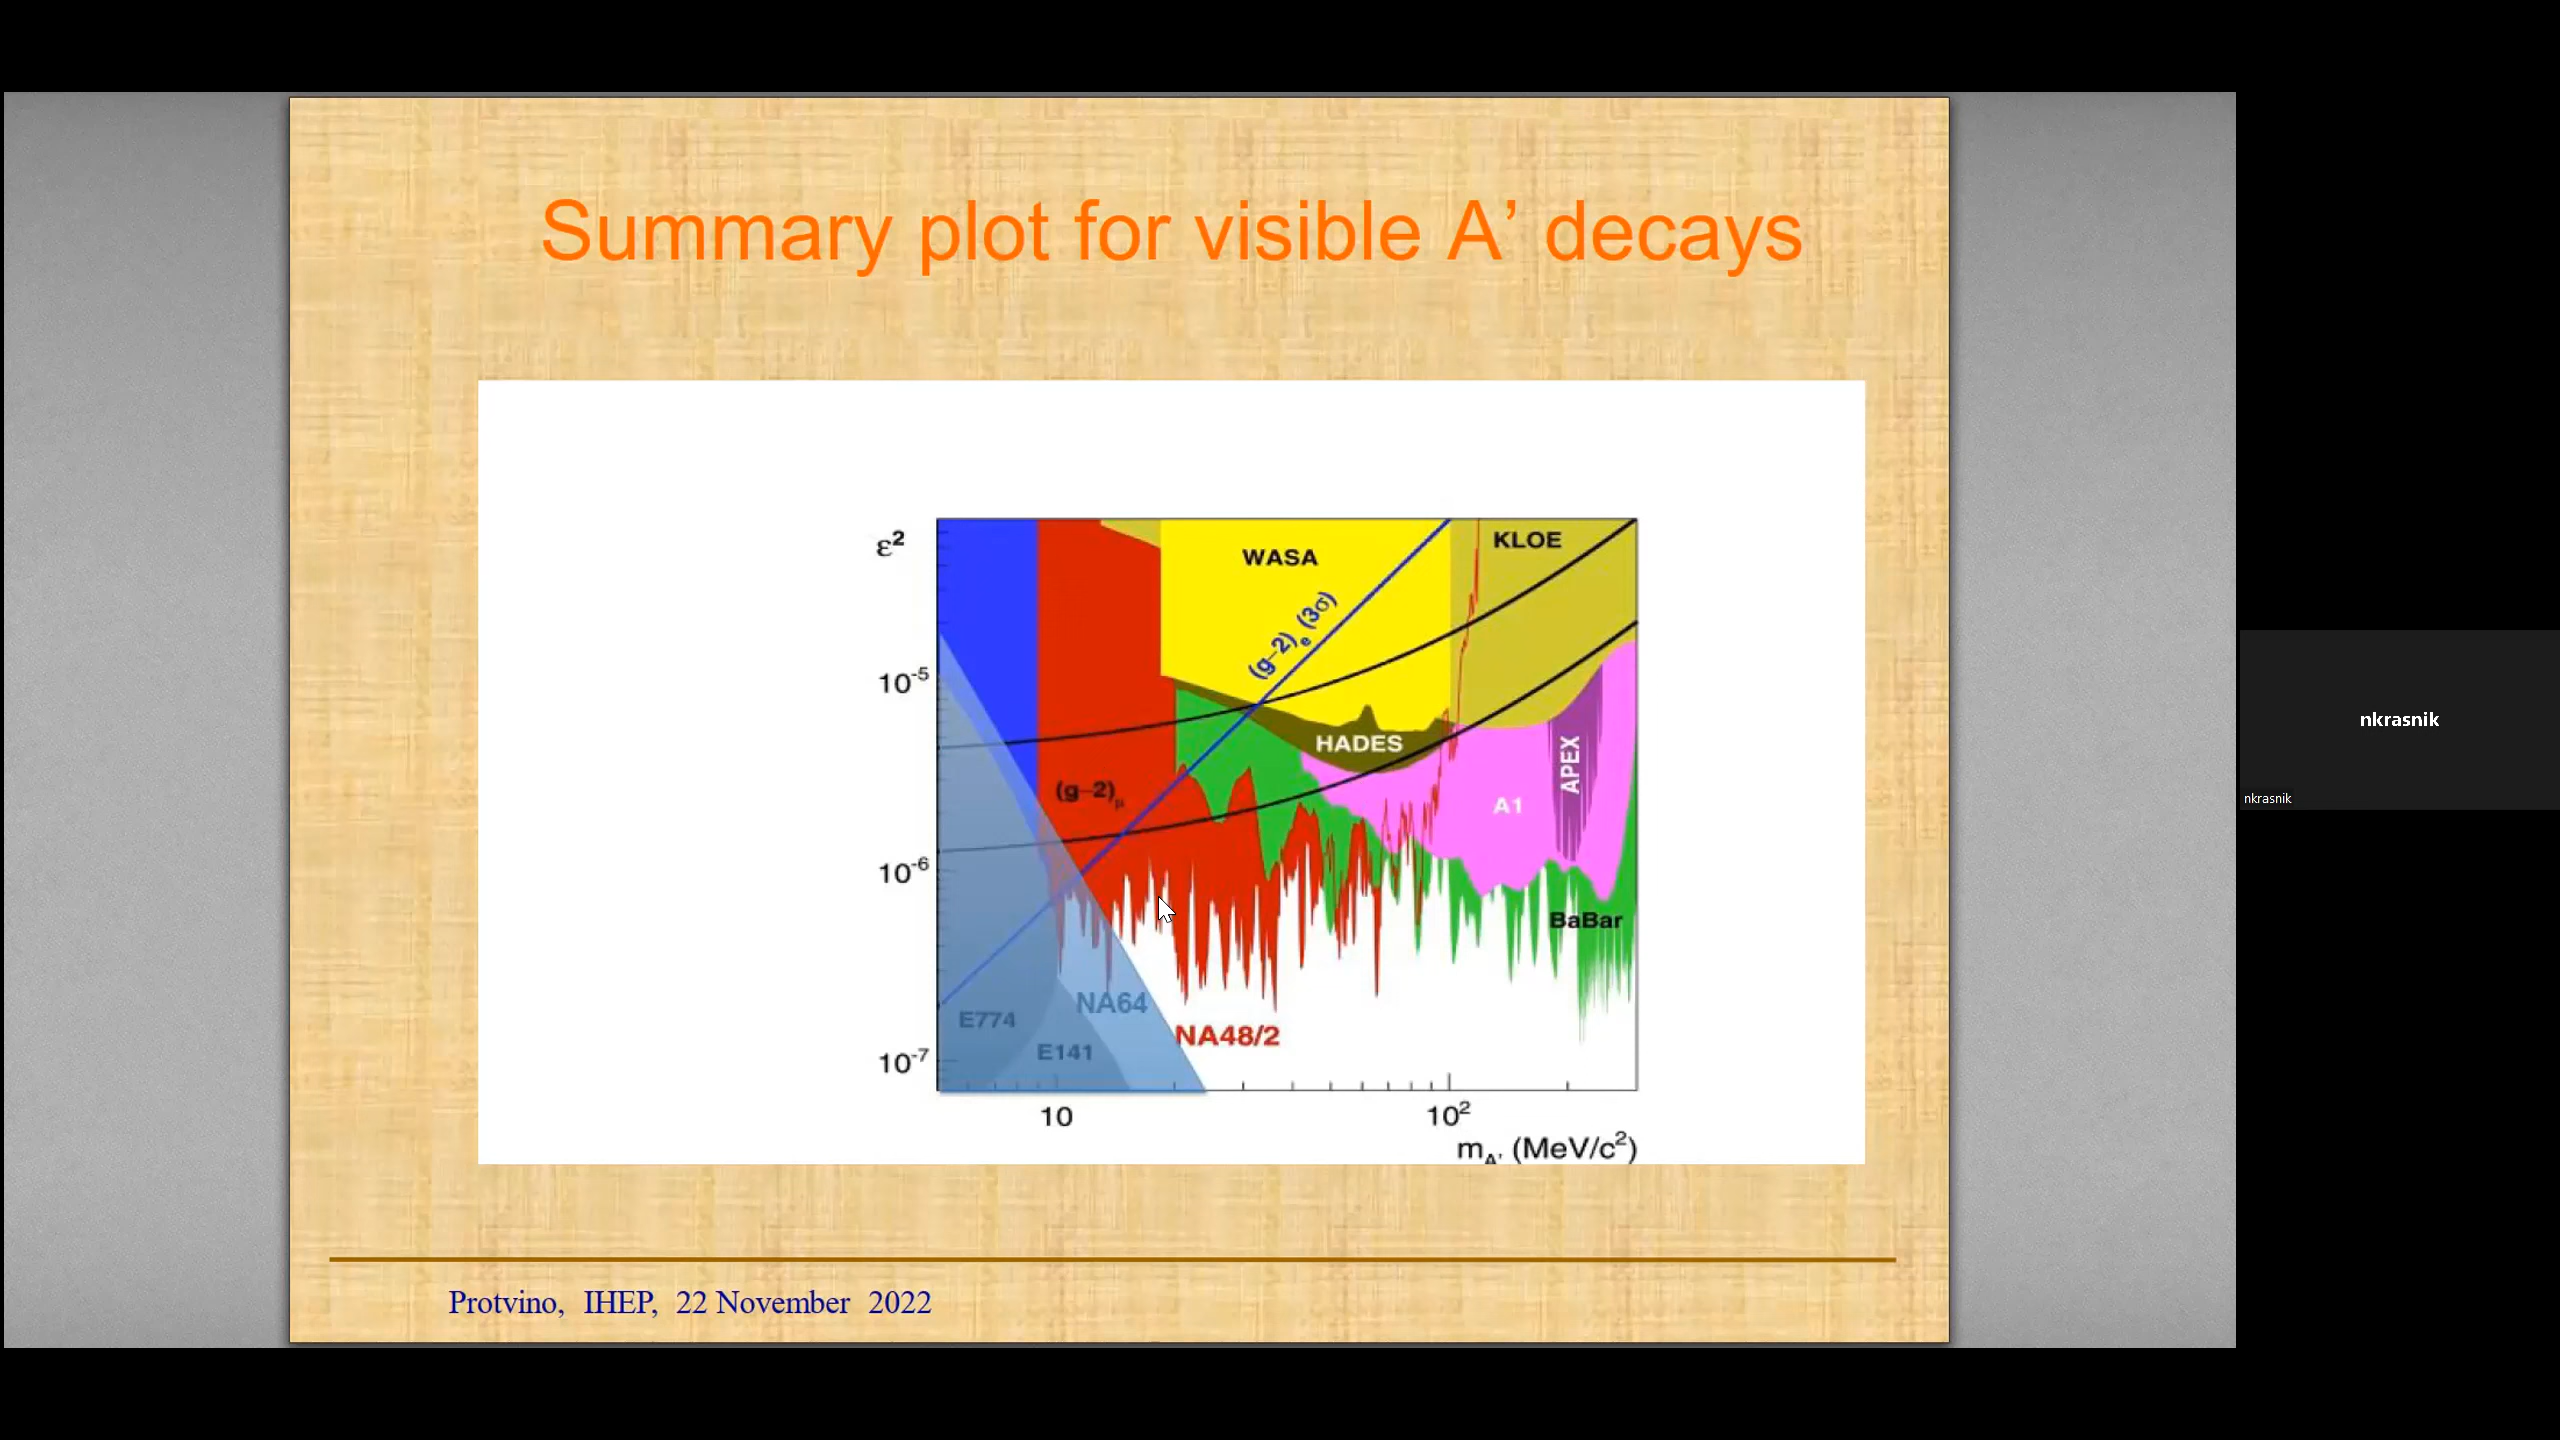 Summary plot for visible A’ decays
ε²
WASA
KLOE
(g−2)ₑ (3σ)
10⁻⁵
HADES
APEX
(g−2)μ
A1
10⁻⁶
BaBar
NA64
E774
NA48/2
E141
10⁻⁷
10
10²
m_A' (MeV/c²)
Protvino, IHEP, 22 November 2022
nkrasnik
nkrasnik